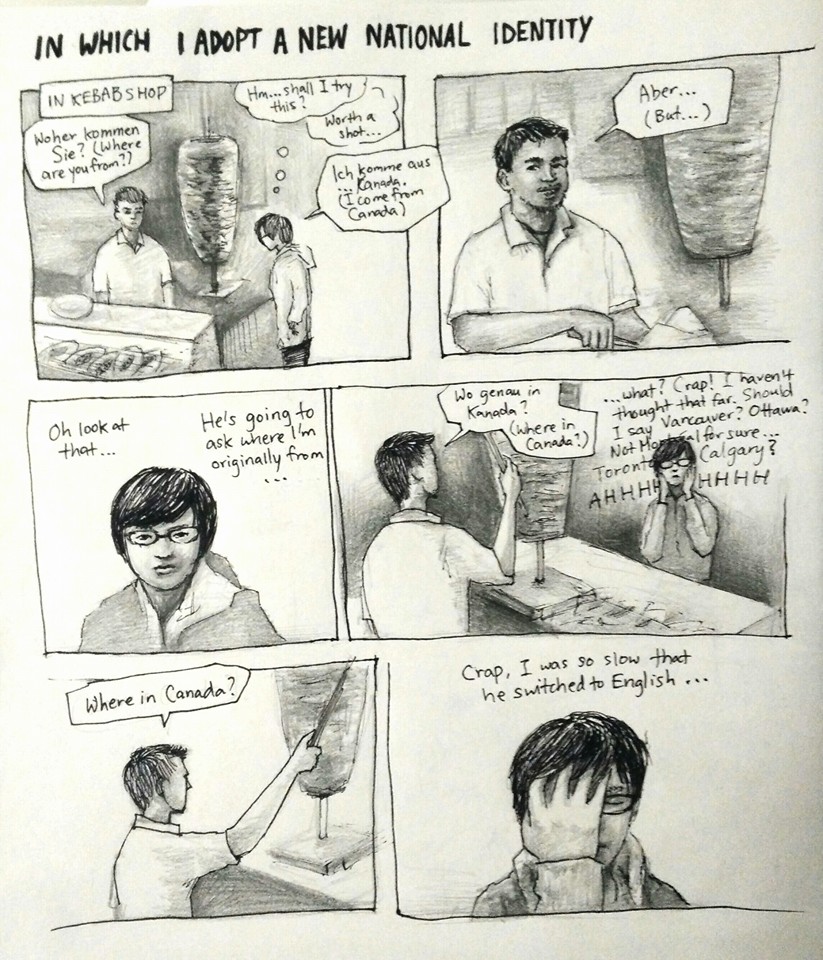 IN WHICH I ADOPT A NEW NATIONAL IDENTITY
IN KEBABSHOP
Woher kommen
Sie? (Where
are you from?)
Hm...shall I try
this?
Worth a
shot...
Ich komme aus
... Kanada.
(I come from
Canada)
Aber...
(But...)
Oh look at
that...
He's going to
ask where I'm
originally from
...
Wo genau in
Kanada?
(Where in
Canada?)
...what? Crap! I haven't
thought that far. Should
I say Vancouver? Ottawa?
Not Montreal for sure...
Toronto Calgary?
AHHHH HHHH
Where in Canada?
Crap, I was so slow that
he switched to English ...